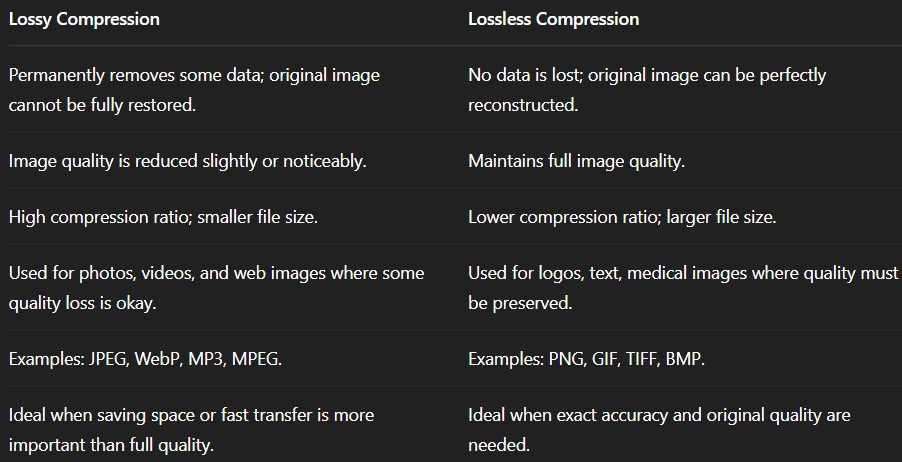 Lossy Compression
Lossless Compression
Permanently removes some data; original image
cannot be fully restored.
No data is lost; original image can be perfectly
reconstructed.
Image quality is reduced slightly or noticeably.
Maintains full image quality.
High compression ratio; smaller file size.
Lower compression ratio; larger file size.
Used for photos, videos, and web images where some
quality loss is okay.
Used for logos, text, medical images where quality must
be preserved.
Examples: JPEG, WebP, MP3, MPEG.
Examples: PNG, GIF, TIFF, BMP.
Ideal when saving space or fast transfer is more
important than full quality.
Ideal when exact accuracy and original quality are
needed.